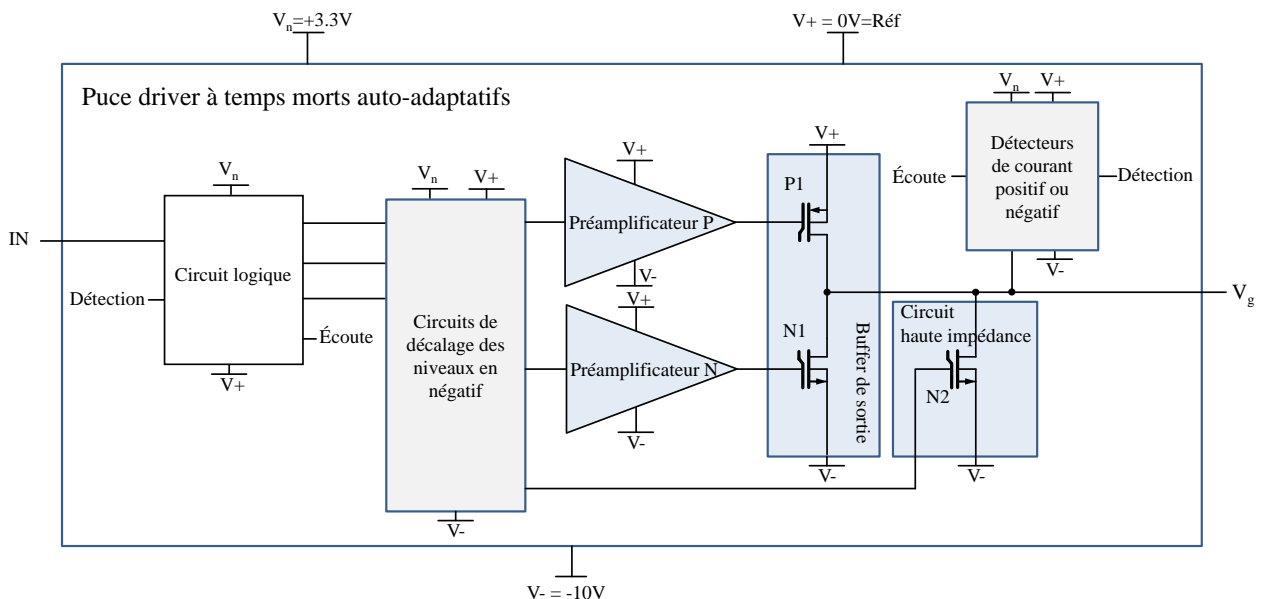 Vn=+3.3V
V+ = 0V=Réf
Puce driver à temps morts auto-adaptatifs
Vn
V+
Détecteurs
de courant
positif ou
négatif
Écoute
Détection
V-
Vn
IN
Circuit logique
Détection
Écoute
V+
Vn
V+
Circuits de
décalage des
niveaux en
négatif
V-
V+
Préamplificateur P
V-
V+
Préamplificateur N
V-
V+
P1
N1
Buffer de sortie
V-
Circuit
haute impédance
N2
V-
Vg
V- = -10V